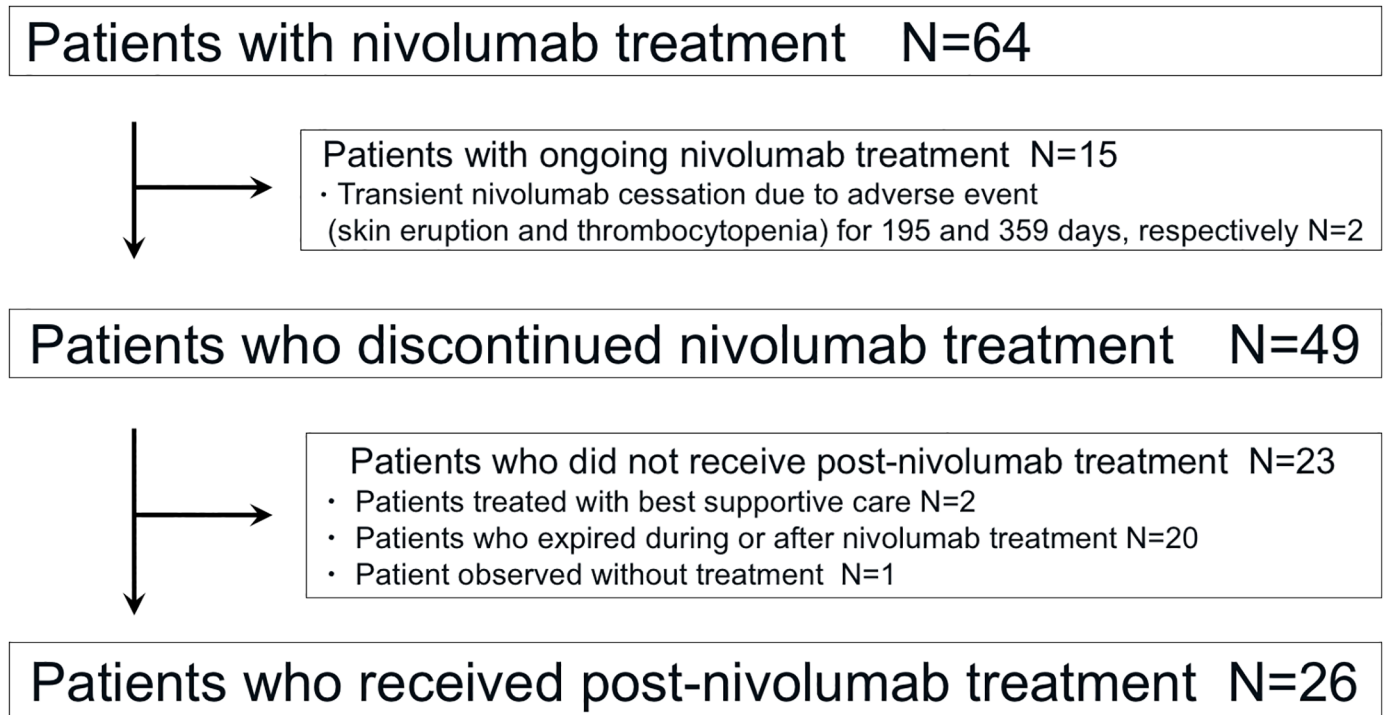 Patients with nivolumab treatment N=64
Patients with ongoing nivolumab treatment N=15
・Transient nivolumab cessation due to adverse event
(skin eruption and thrombocytopenia) for 195 and 359 days, respectively N=2
Patients who discontinued nivolumab treatment N=49
Patients who did not receive post-nivolumab treatment N=23
・ Patients treated with best supportive care N=2
・ Patients who expired during or after nivolumab treatment N=20
・ Patient observed without treatment N=1
Patients who received post-nivolumab treatment N=26